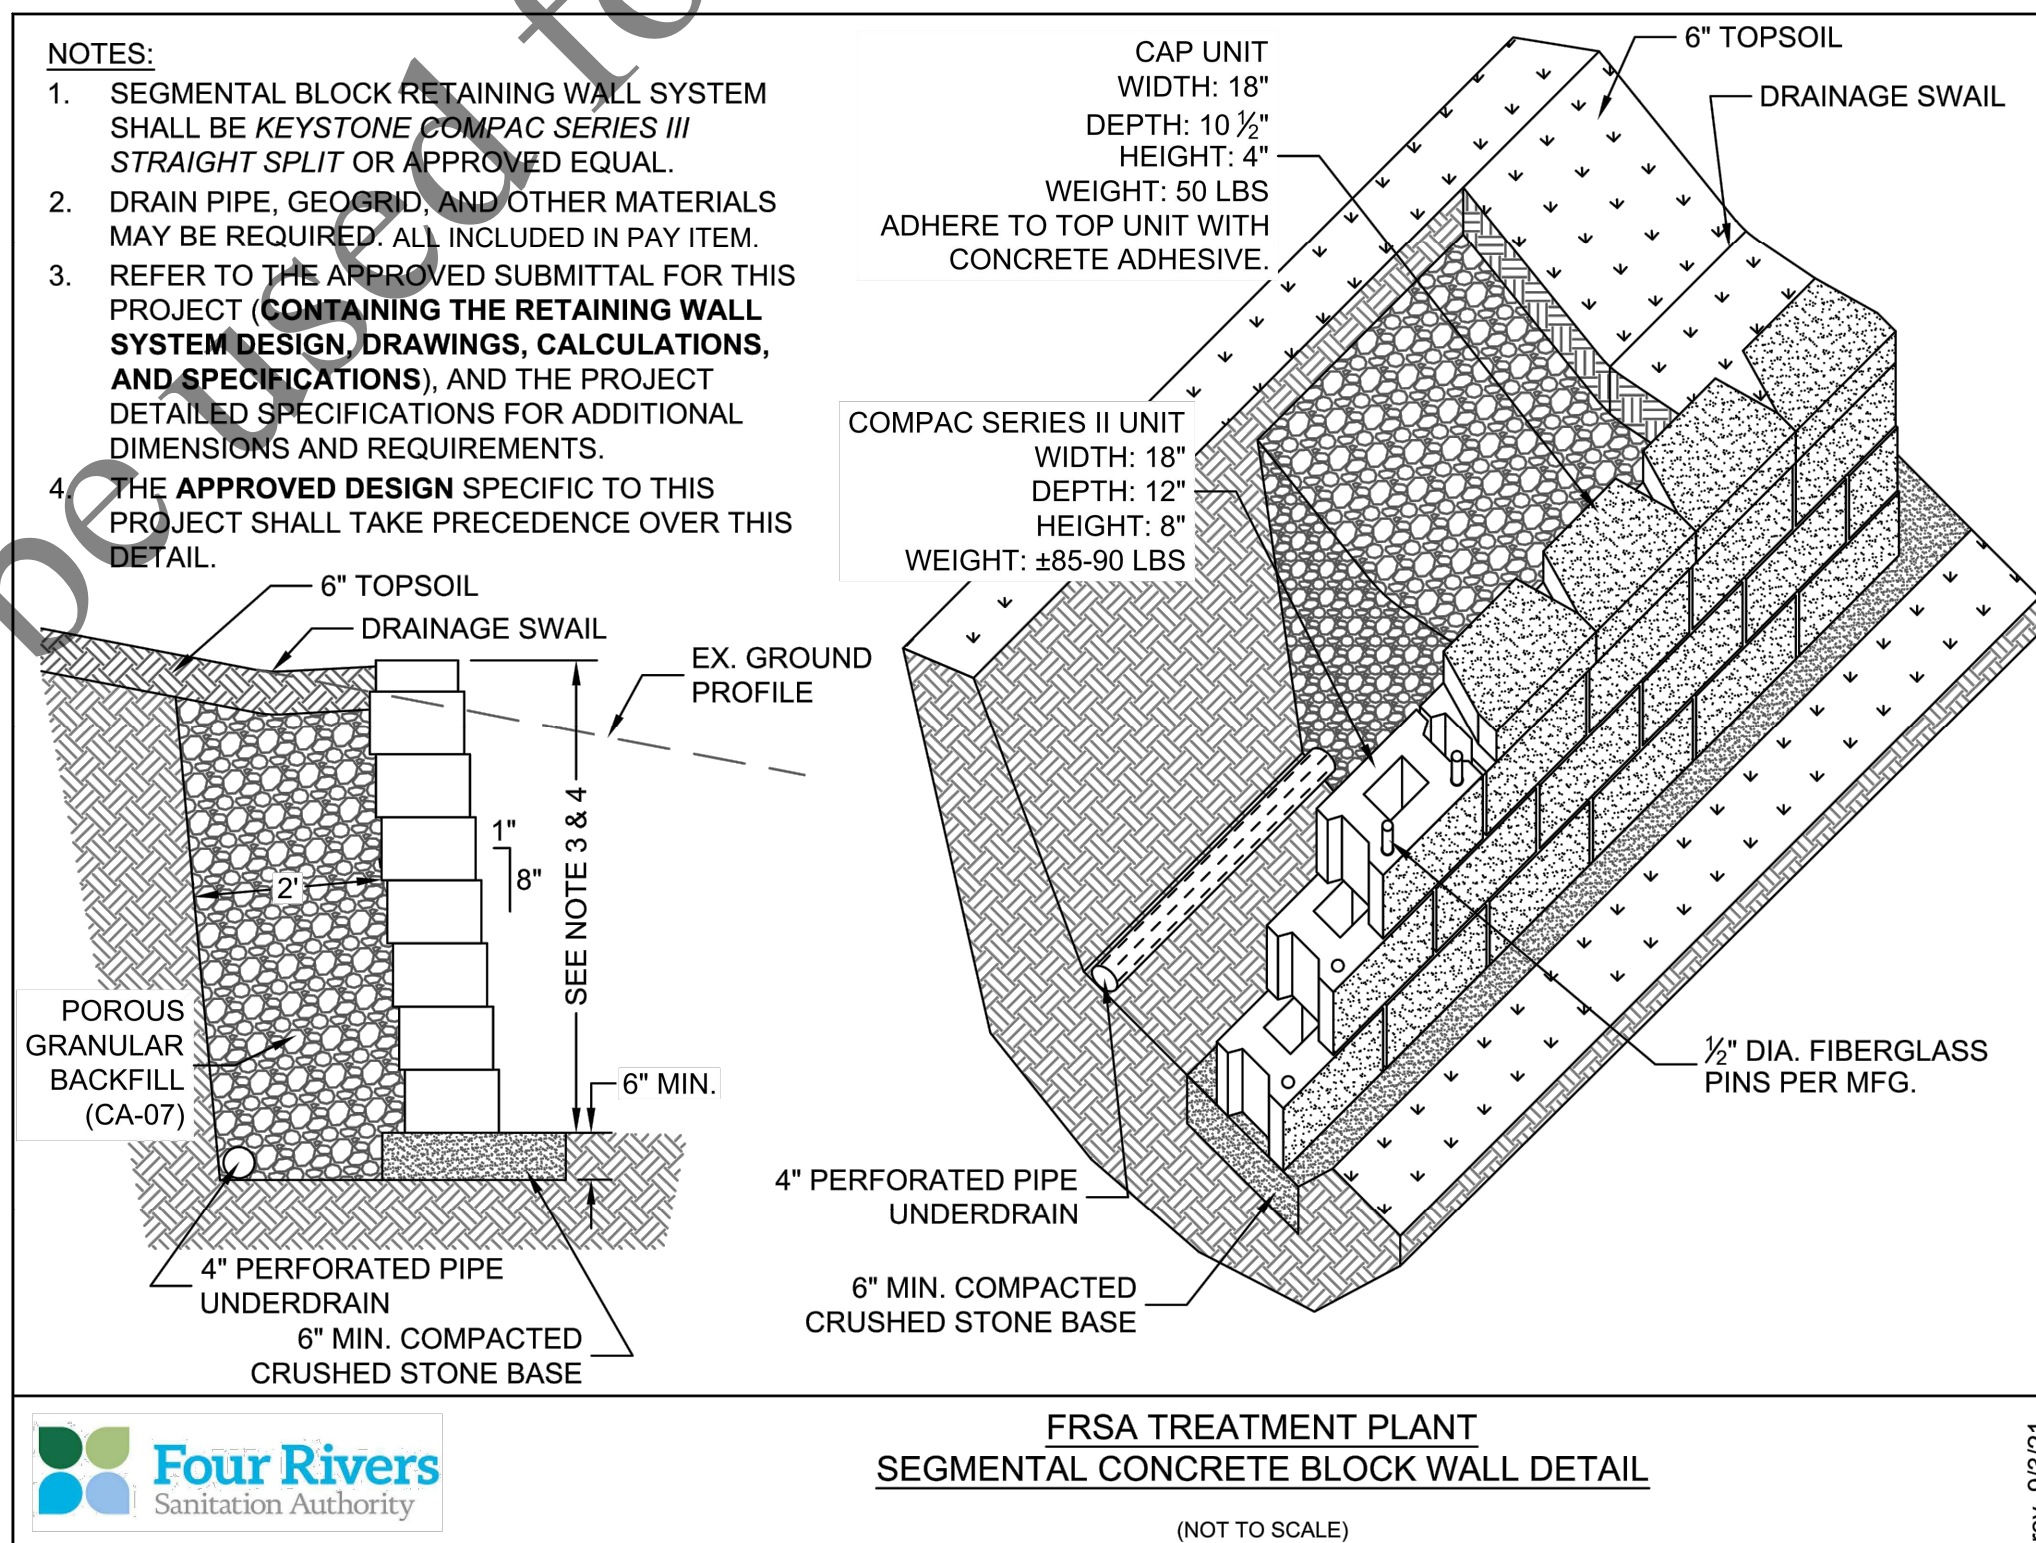 NOTES:
1. SEGMENTAL BLOCK RETAINING WALL SYSTEM
SHALL BE KEYSTONE COMPAC SERIES III
STRAIGHT SPLIT OR APPROVED EQUAL.
2. DRAIN PIPE, GEOGRID, AND OTHER MATERIALS
MAY BE REQUIRED. ALL INCLUDED IN PAY ITEM.
3. REFER TO THE APPROVED SUBMITTAL FOR THIS
PROJECT (CONTAINING THE RETAINING WALL
SYSTEM DESIGN, DRAWINGS, CALCULATIONS,
AND SPECIFICATIONS), AND THE PROJECT
DETAILED SPECIFICATIONS FOR ADDITIONAL
DIMENSIONS AND REQUIREMENTS.
4. THE APPROVED DESIGN SPECIFIC TO THIS
PROJECT SHALL TAKE PRECEDENCE OVER THIS
DETAIL.
be used fo
6" TOPSOIL
DRAINAGE SWAIL
EX. GROUND
PROFILE
1"
8"
2'
SEE NOTE 3 & 4
POROUS
GRANULAR
BACKFILL
(CA-07)
6" MIN.
4" PERFORATED PIPE
UNDERDRAIN
6" MIN. COMPACTED
CRUSHED STONE BASE
CAP UNIT
WIDTH: 18"
DEPTH: 10 ½"
HEIGHT: 4"
WEIGHT: 50 LBS
ADHERE TO TOP UNIT WITH
CONCRETE ADHESIVE.
6" TOPSOIL
DRAINAGE SWAIL
COMPAC SERIES II UNIT
WIDTH: 18"
DEPTH: 12"
HEIGHT: 8"
WEIGHT: ±85-90 LBS
½" DIA. FIBERGLASS
PINS PER MFG.
4" PERFORATED PIPE
UNDERDRAIN
6" MIN. COMPACTED
CRUSHED STONE BASE
Four Rivers
Sanitation Authority
FRSA TREATMENT PLANT
SEGMENTAL CONCRETE BLOCK WALL DETAIL
(NOT TO SCALE)